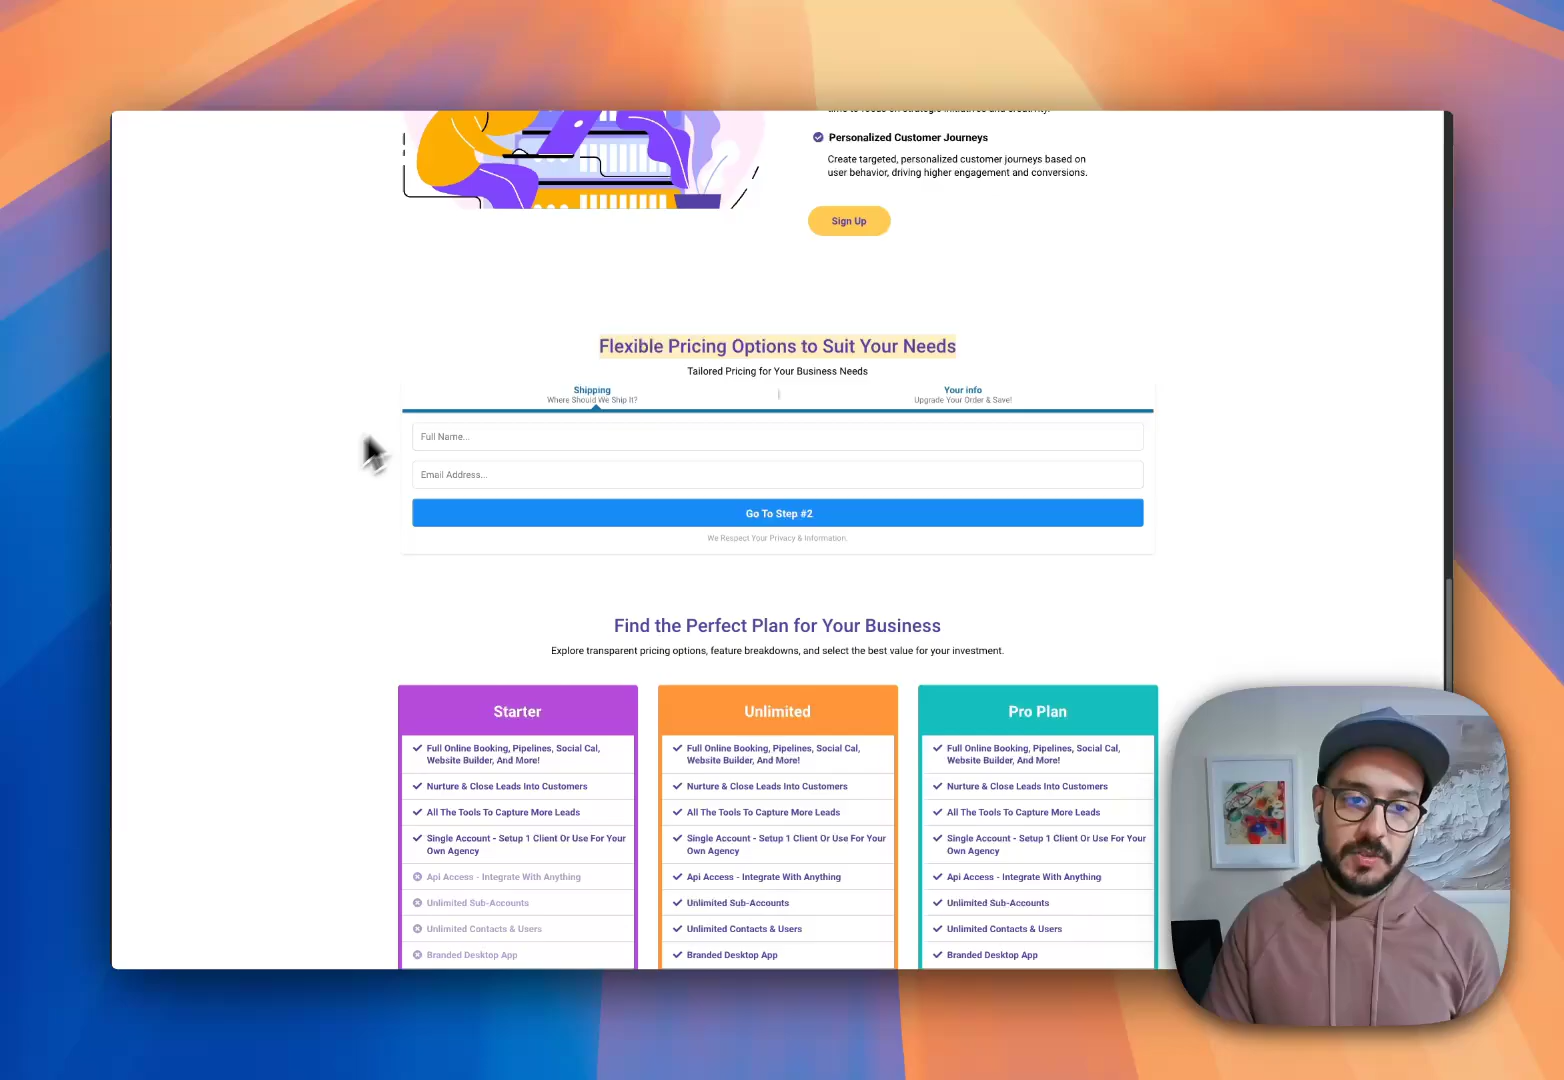 Personalized Customer Journeys
Create targeted, personalized customer journeys based on
user behavior, driving higher engagement and conversions.
Sign Up
Flexible Pricing Options to Suit Your Needs
Tailored Pricing for Your Business Needs
Shipping
Where Should We Ship It?
Your info
Upgrade Your Order & Save!
Full Name...
Email Address...
Go To Step #2
We Respect Your Privacy & Information.
Find the Perfect Plan for Your Business
Explore transparent pricing options, feature breakdowns, and select the best value for your investment.
Starter
Full Online Booking, Pipelines, Social Cal,
Website Builder, And More!
Nurture & Close Leads Into Customers
All The Tools To Capture More Leads
Single Account - Setup 1 Client Or Use For Your
Own Agency
Api Access - Integrate With Anything
Unlimited Sub-Accounts
Unlimited Contacts & Users
Branded Desktop App
Unlimited
Full Online Booking, Pipelines, Social Cal,
Website Builder, And More!
Nurture & Close Leads Into Customers
All The Tools To Capture More Leads
Single Account - Setup 1 Client Or Use For Your
Own Agency
Api Access - Integrate With Anything
Unlimited Sub-Accounts
Unlimited Contacts & Users
Branded Desktop App
Pro Plan
Full Online Booking, Pipelines, Social Cal,
Website Builder, And More!
Nurture & Close Leads Into Customers
All The Tools To Capture More Leads
Single Account - Setup 1 Client Or Use For Your
Own Agency
Api Access - Integrate With Anything
Unlimited Sub-Accounts
Unlimited Contacts & Users
Branded Desktop App